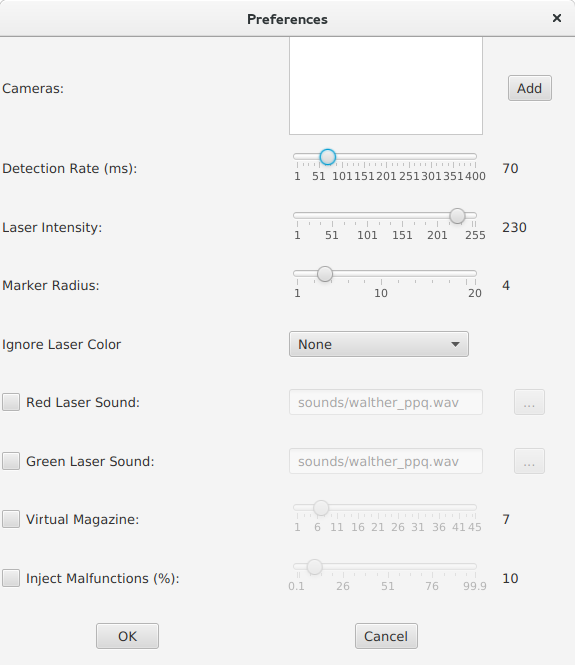 Preferences
Cameras:
Add
Detection Rate (ms):
1 51 101 151 201 251 301 351 400
70
Laser Intensity:
1 51 101 151 201 255
230
Marker Radius:
1 10 20
4
Ignore Laser Color
None
Red Laser Sound:
sounds/walther_ppq.wav
...
Green Laser Sound:
sounds/walther_ppq.wav
...
Virtual Magazine:
1 6 11 16 21 26 31 36 41 45
7
Inject Malfunctions (%):
0.1 26 51 76 99.9
10
OK
Cancel